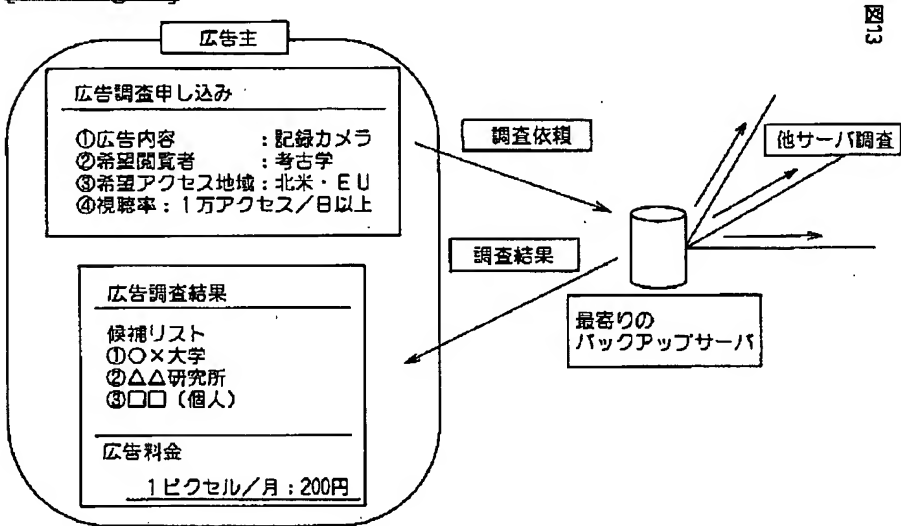 図13
広告主
広告調査申し込み
①広告内容　　　：記録カメラ
②希望閲覧者　　：考古学
③希望アクセス地域：北米・ＥＵ
④視聴率：１万アクセス／日以上
調査依頼
他サーバ調査
調査結果
最寄りの
バックアップサーバ
広告調査結果
候補リスト
①○×大学
②△△研究所
③□□（個人）
広告料金
１ピクセル／月：200円